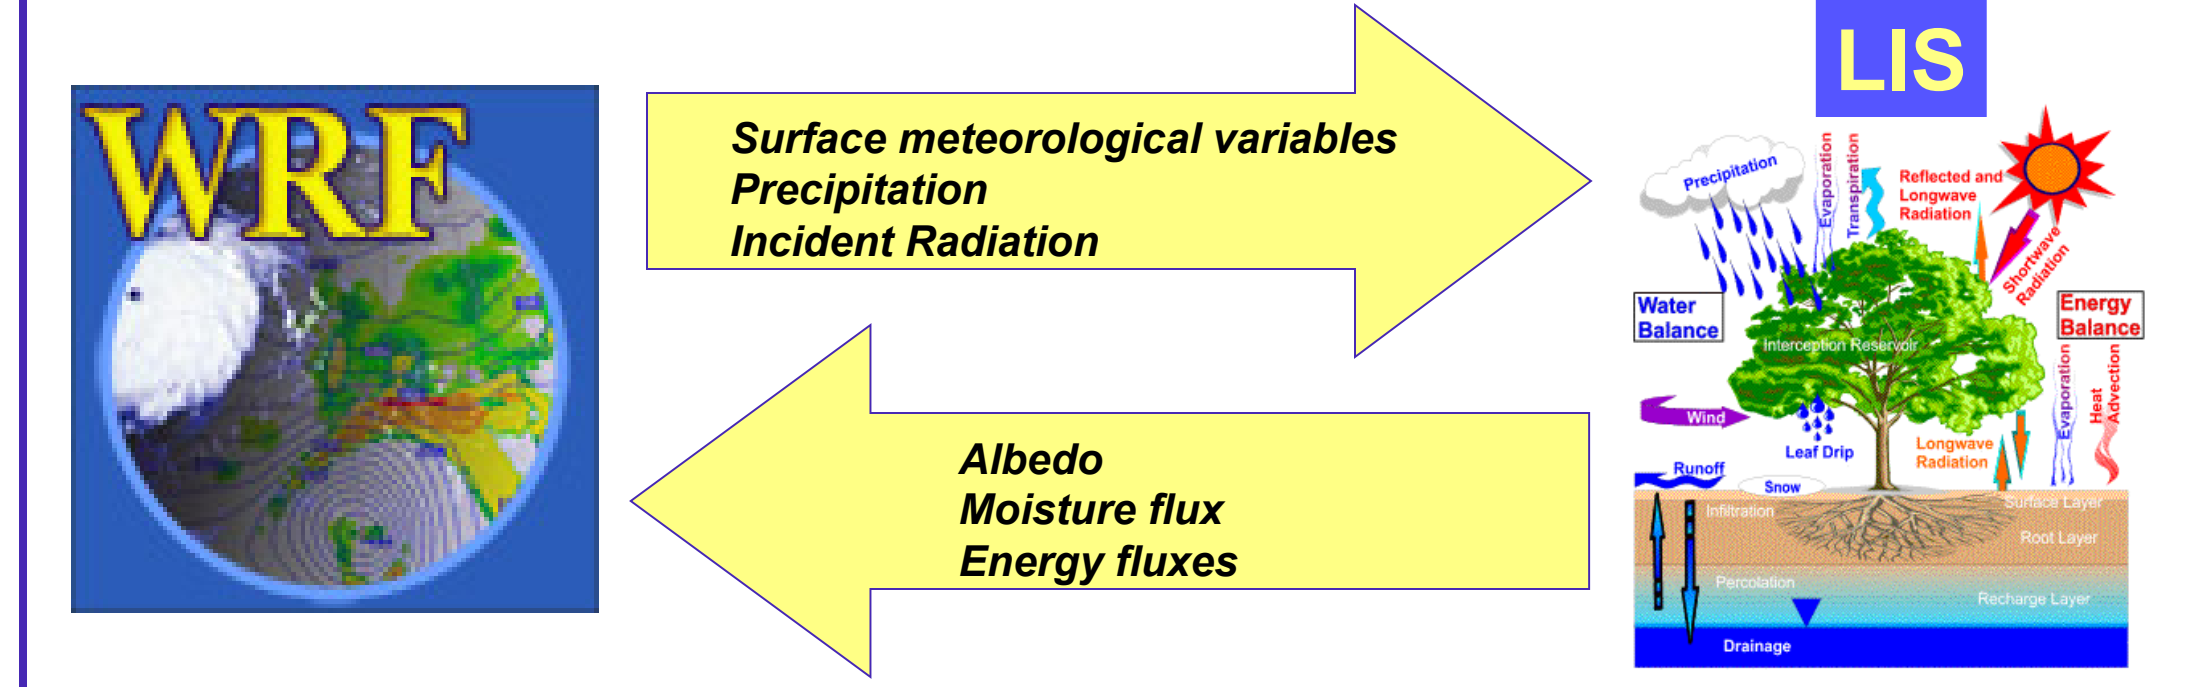 WRF
Surface meteorological variables
Precipitation
Incident Radiation
Albedo
Moisture flux
Energy fluxes
LIS
Precipitation
Evaporation
Transpiration
Reflected and
Longwave
Radiation
Shortwave
Radiation
Water
Balance
Energy
Balance
Interception Reservoir
Wind
Leaf Drip
Evaporation
Heat
Advection
Longwave
Radiation
Runoff
Snow
Infiltration
Surface Layer
Root Layer
Percolation
Recharge Layer
Drainage